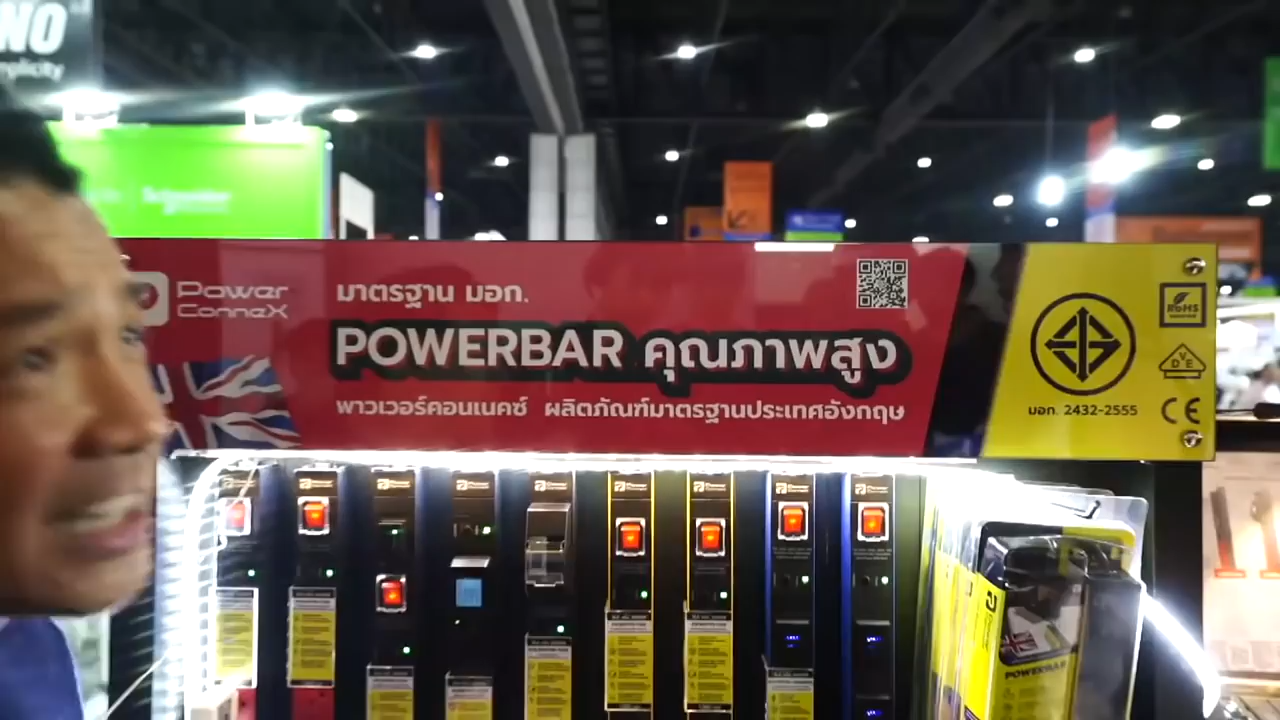 NO
mplicity
Schneider
Power
ConneX
มาตรฐาน มอก.
POWERBAR คุณภาพสูง
พาวเวอร์คอนเนคซ์ ผลิตภัณฑ์มาตรฐานประเทศอังกฤษ
มอก. 2432-2555
RoHS
VDE
CE
POWERBAR